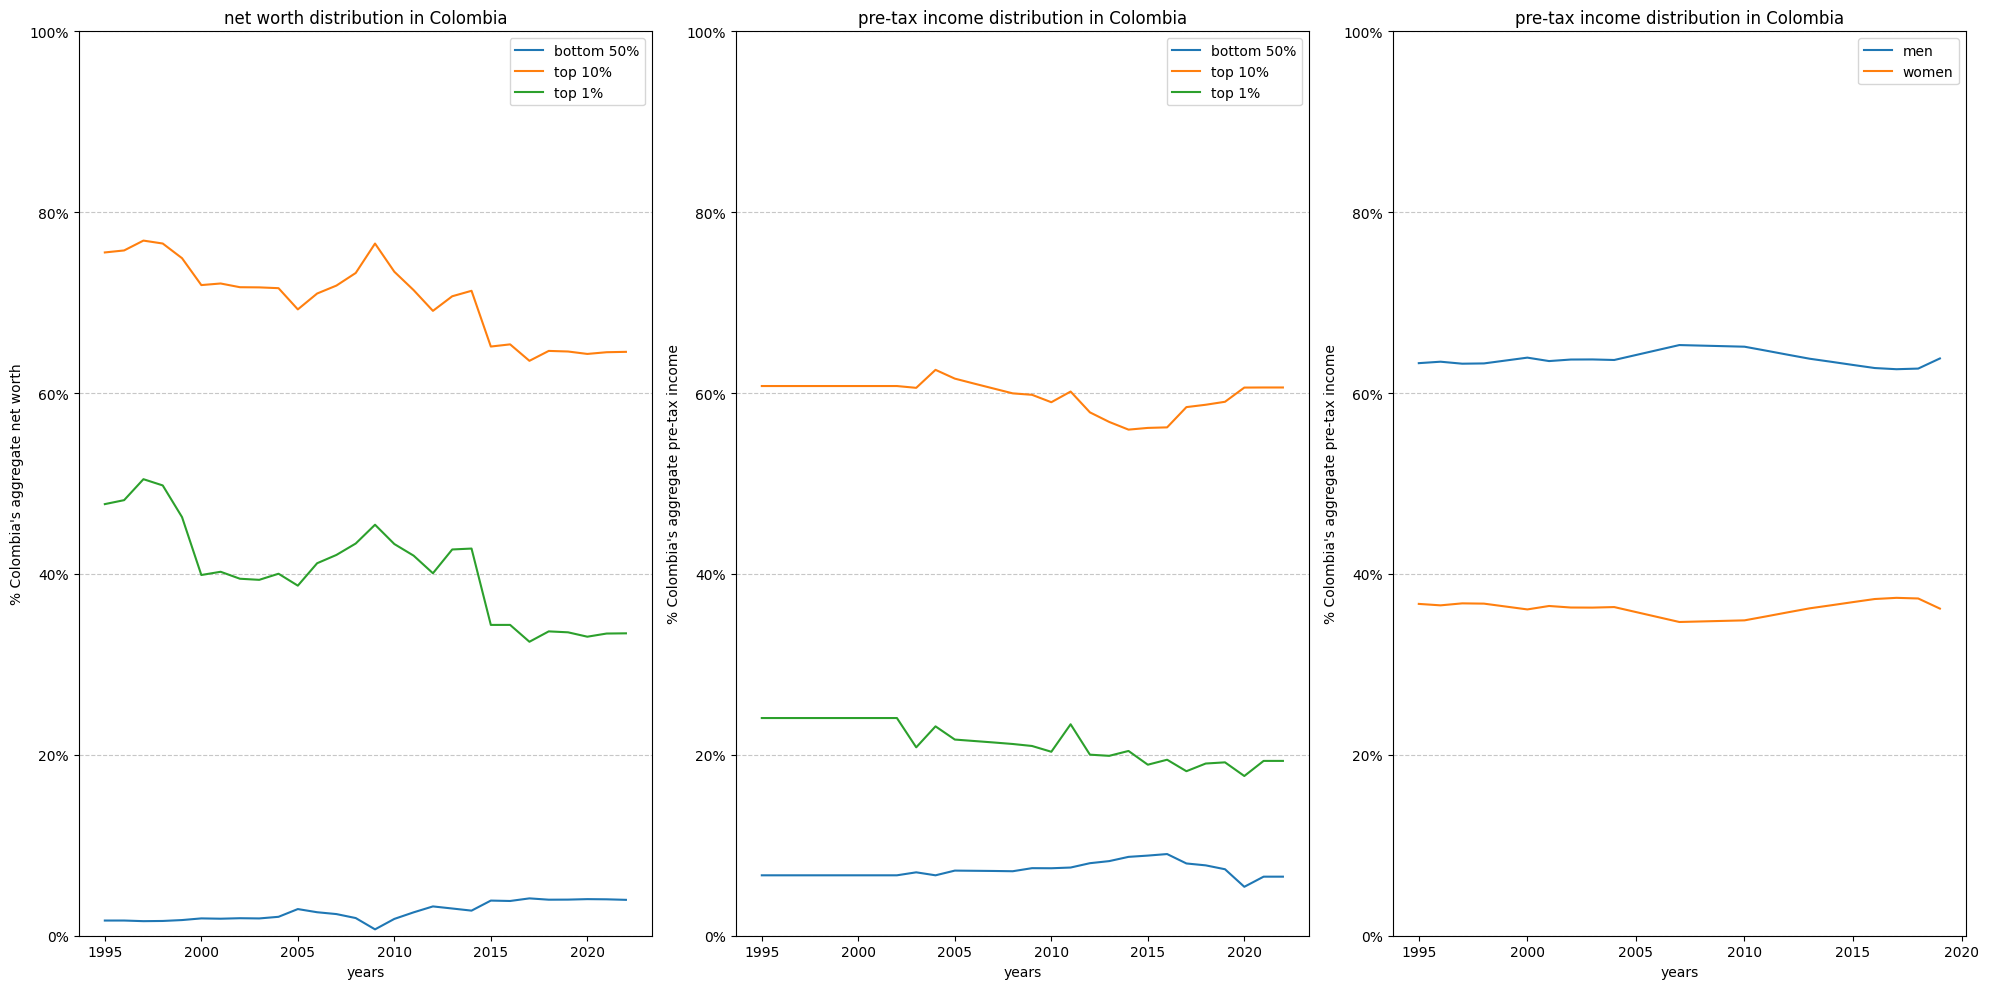 net worth distribution in Colombia
100%
80%
60%
40%
20%
0%
% Colombia's aggregate net worth
bottom 50%
top 10%
top 1%
1995 2000 2005 2010 2015 2020
years
pre-tax income distribution in Colombia
100%
80%
60%
40%
20%
0%
% Colombia's aggregate pre-tax income
bottom 50%
top 10%
top 1%
1995 2000 2005 2010 2015 2020
years
pre-tax income distribution in Colombia
100%
80%
60%
40%
20%
0%
% Colombia's aggregate pre-tax income
men
women
1995 2000 2005 2010 2015 2020
years